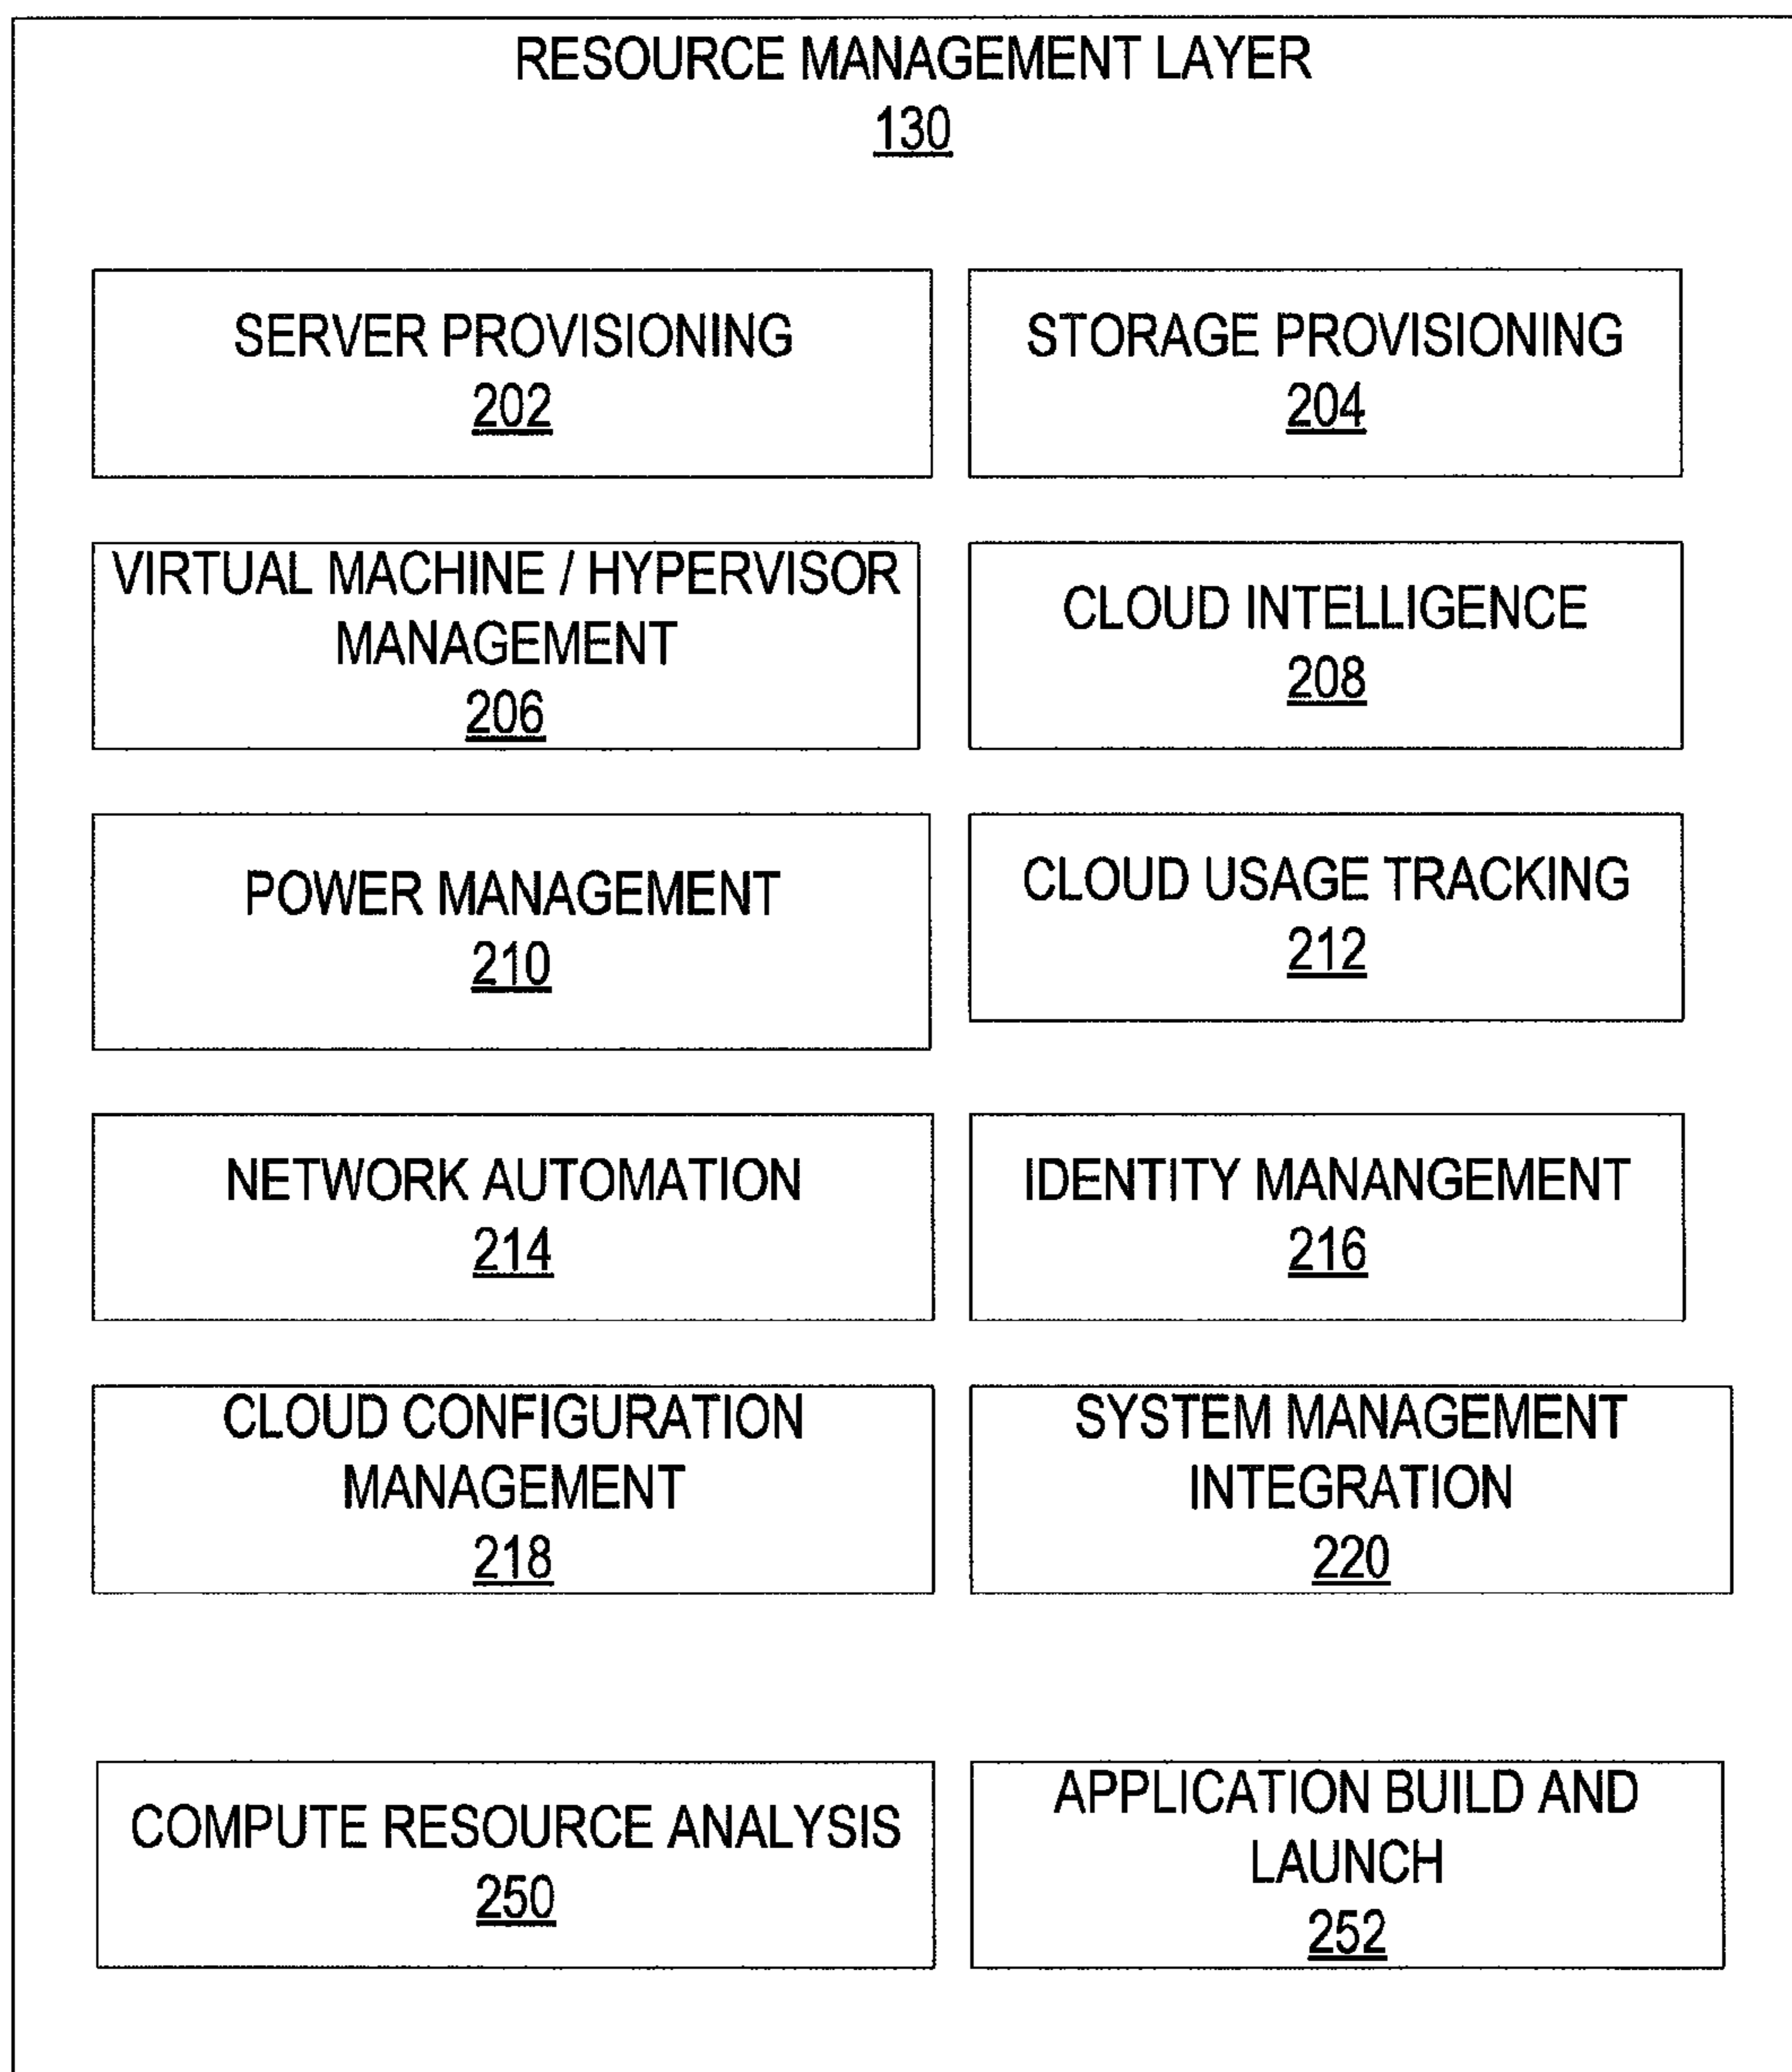 RESOURCE MANAGEMENT LAYER
130
SERVER PROVISIONING
202
STORAGE PROVISIONING
204
VIRTUAL MACHINE / HYPERVISOR
MANAGEMENT
206
CLOUD INTELLIGENCE
208
POWER MANAGEMENT
210
CLOUD USAGE TRACKING
212
NETWORK AUTOMATION
214
IDENTITY MANANGEMENT
216
CLOUD CONFIGURATION
MANAGEMENT
218
SYSTEM MANAGEMENT
INTEGRATION
220
COMPUTE RESOURCE ANALYSIS
250
APPLICATION BUILD AND
LAUNCH
252